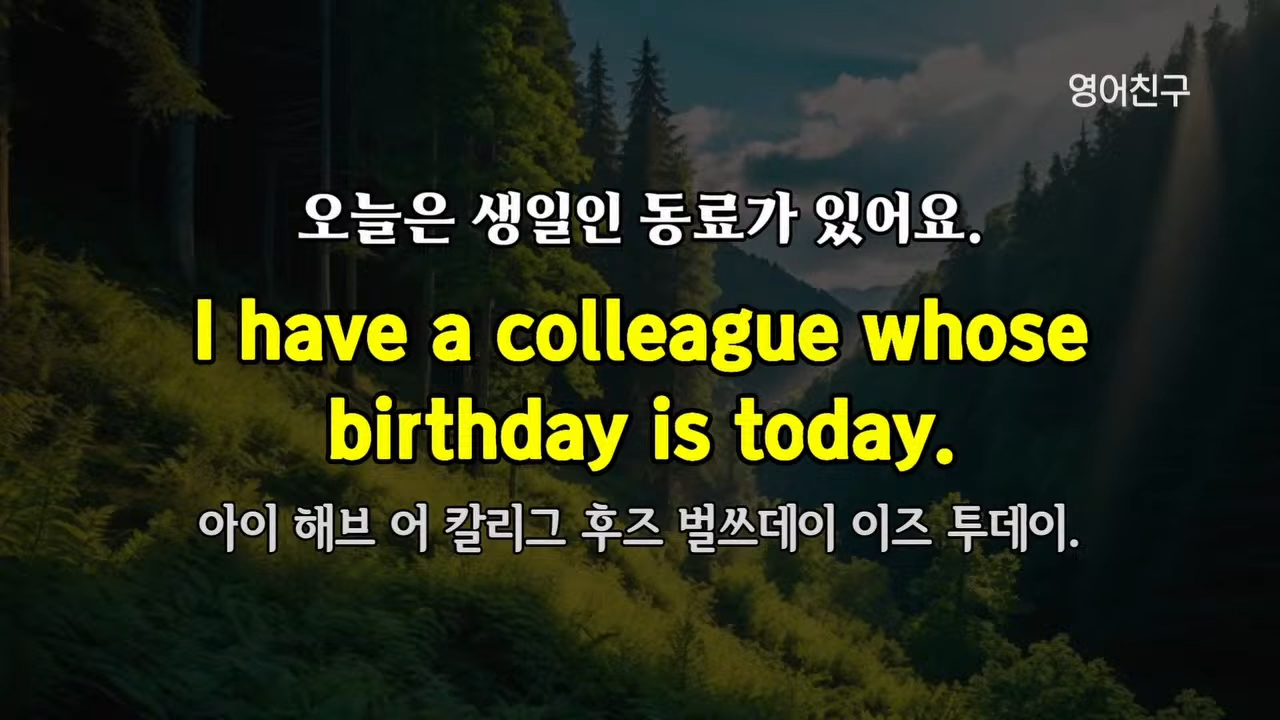 영어친구
오늘은 생일인 동료가 있어요.
I have a colleague whose
birthday is today.
아이 해브 어 칼리그 후즈 벌쓰데이 이즈 투데이.